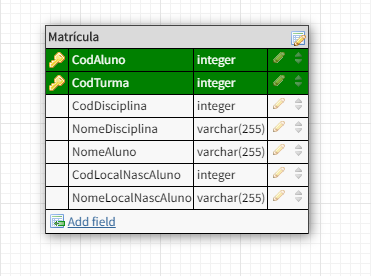 Matrícula
CodAluno integer
CodTurma integer
CodDisciplina integer
NomeDisciplina varchar(255)
NomeAluno varchar(255)
CodLocalNascAluno integer
NomeLocalNascAluno varchar(255)
Add field